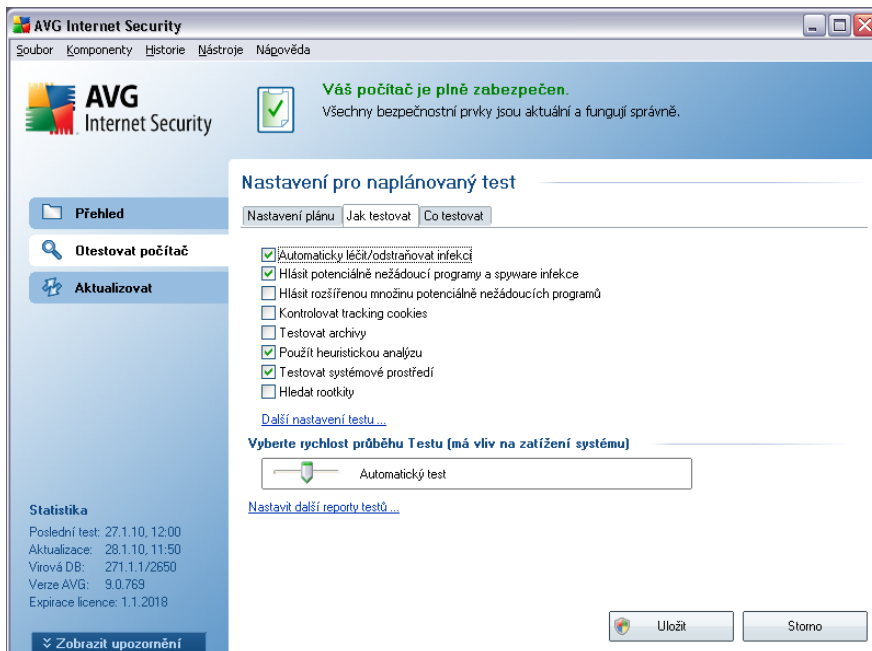 AVG Internet Security
Soubor Komponenty Historie Nástroje Nápověda
AVG
Internet Security
Váš počítač je plně zabezpečen.
Všechny bezpečnostní prvky jsou aktuální a fungují správně.
Přehled
Otestovat počítač
Aktualizovat
Nastavení pro naplánovaný test
Nastavení plánu Jak testovat Co testovat
Automaticky léčit/odstraňovat infekci
Hlásit potenciálně nežádoucí programy a spyware infekce
Hlásit rozšířenou množinu potenciálně nežádoucích programů
Kontrolovat tracking cookies
Testovat archivy
Použít heuristickou analýzu
Testovat systémové prostředí
Hledat rootkity
Další nastavení testu ...
Vyberte rychlost průběhu Testu (má vliv na zatížení systému)
Automatický test
Nastavit další reporty testů ...
Statistika
Poslední test: 27.1.10, 12:00
Aktualizace: 28.1.10, 11:50
Virová DB: 271.1.1/2650
Verze AVG: 9.0.769
Expirace licence: 1.1.2018
Zobrazit upozornění
Uložit Storno